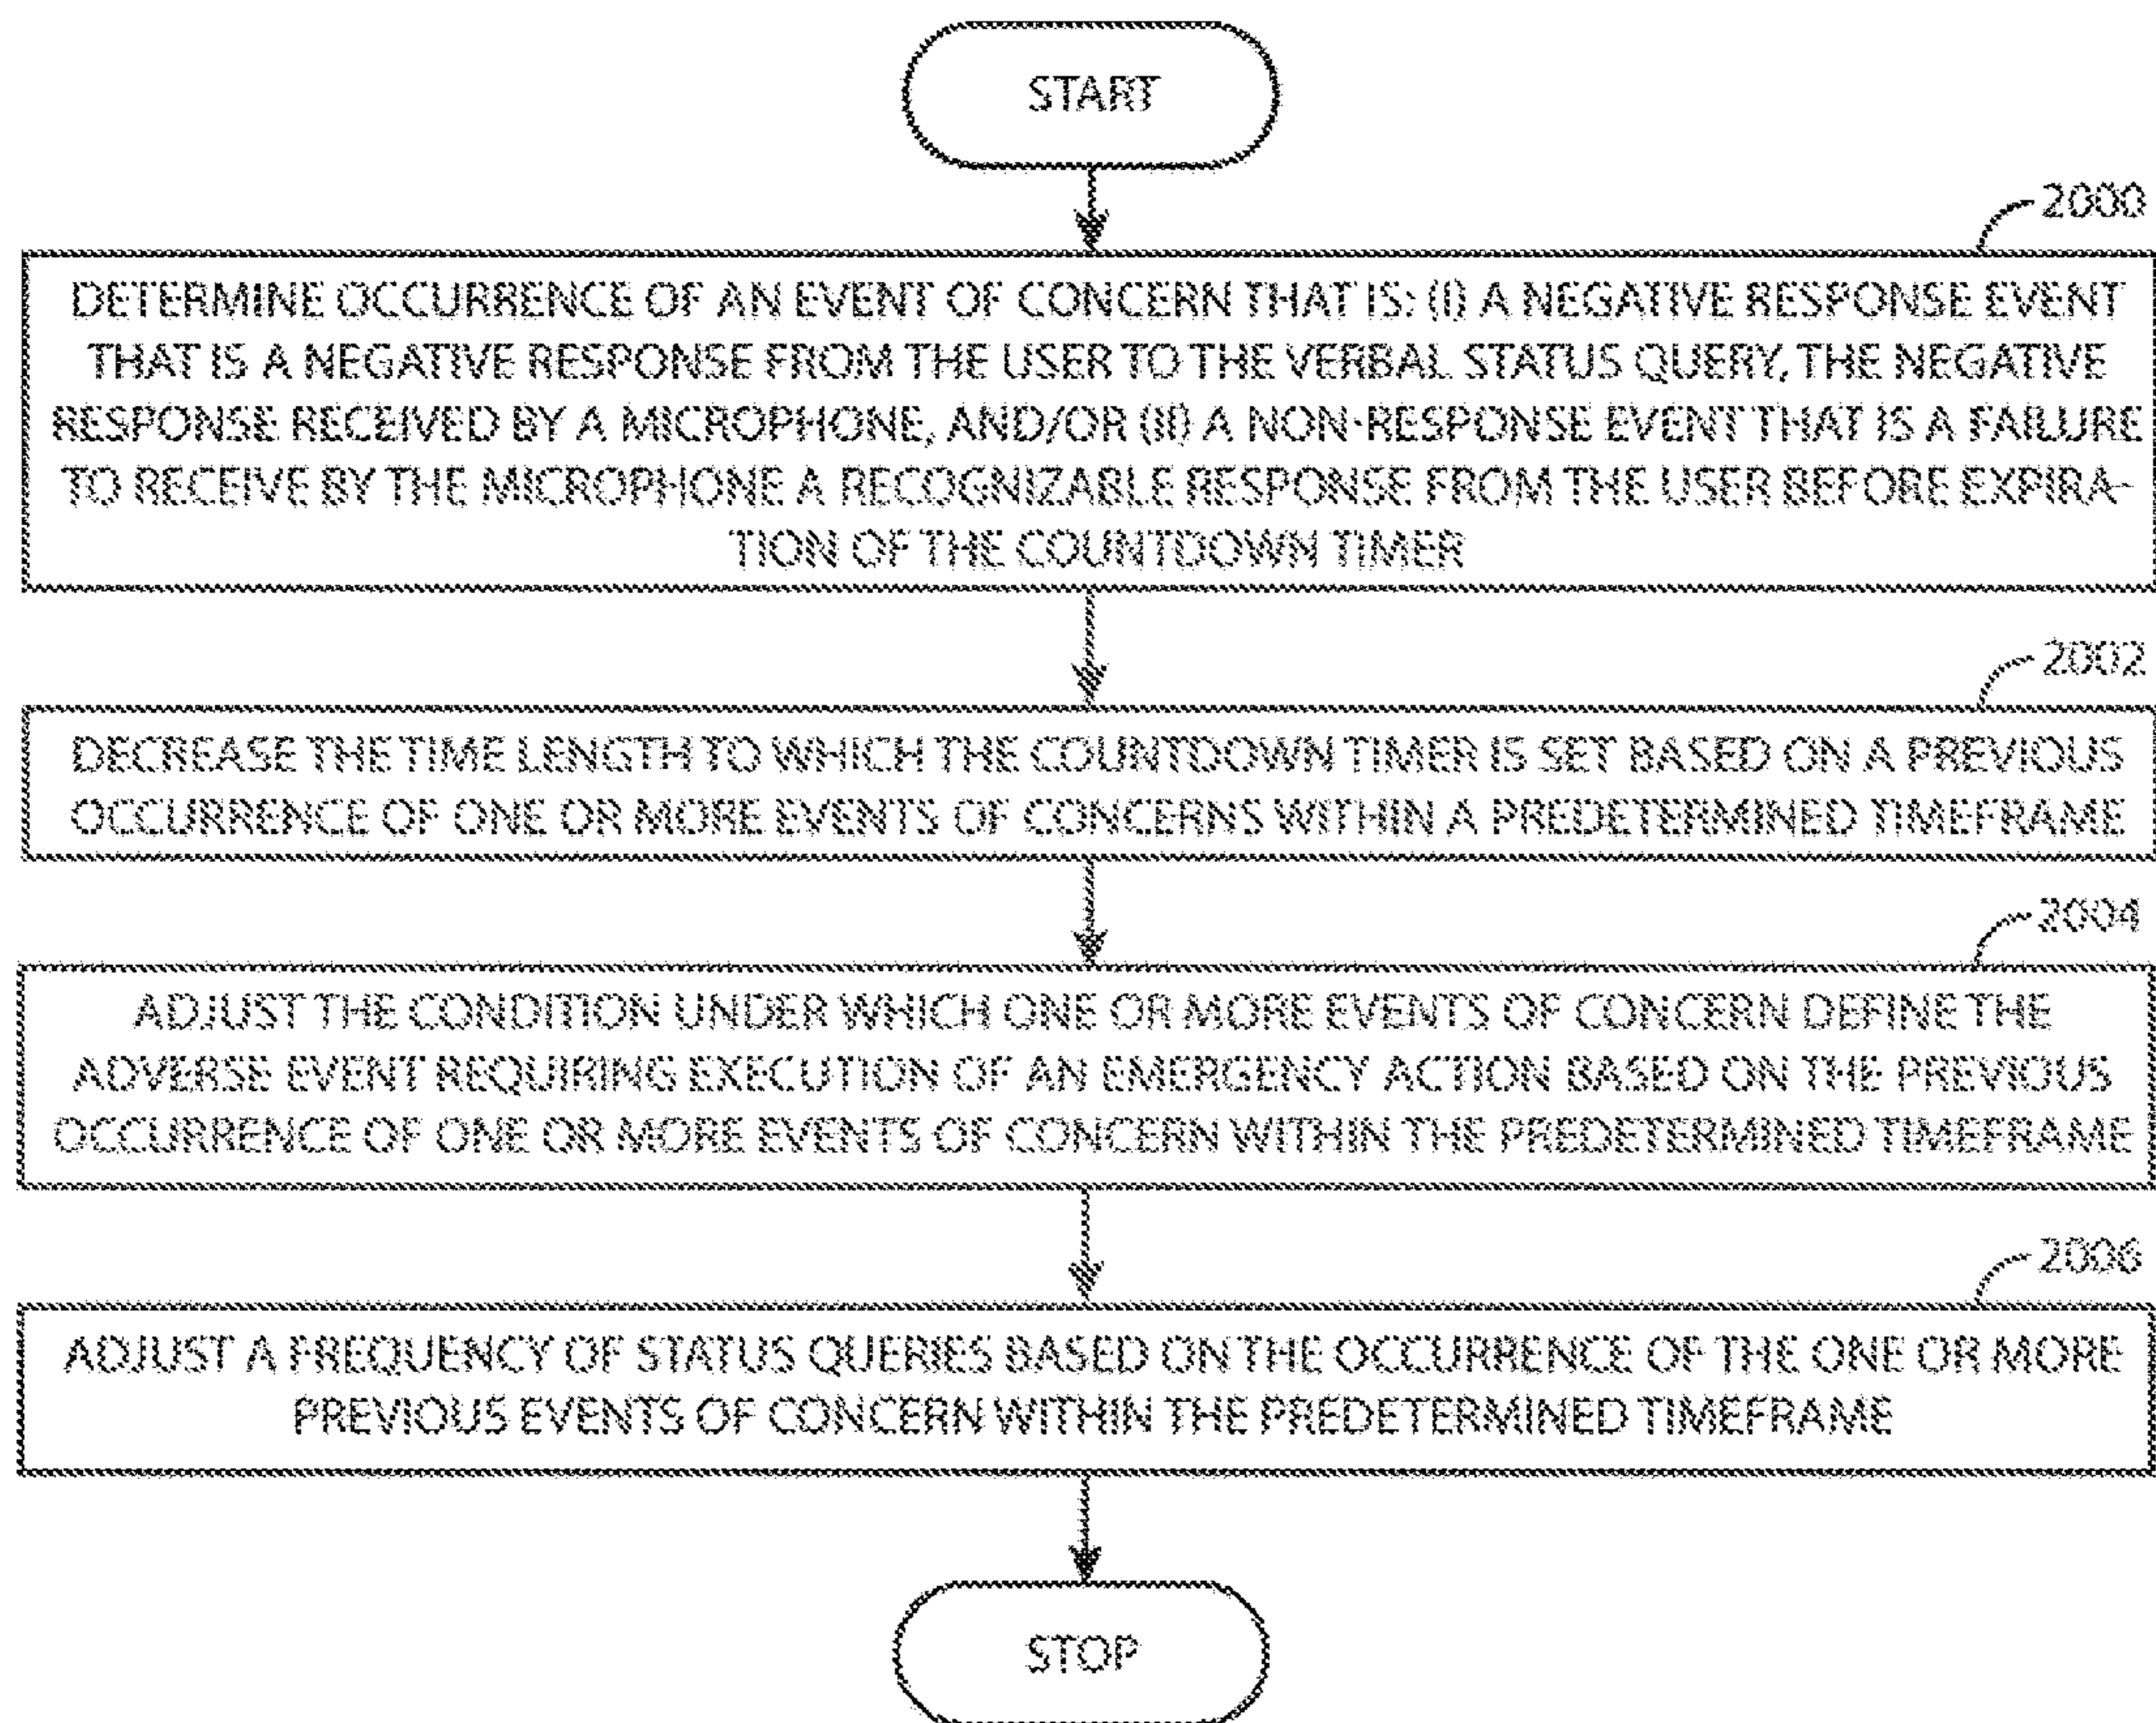 START
2000
DETERMINE OCCURRENCE OF AN EVENT OF CONCERN THAT IS: (I) A NEGATIVE RESPONSE EVENT
THAT IS A NEGATIVE RESPONSE FROM THE USER TO THE VERBAL STATUS QUERY, THE NEGATIVE
RESPONSE RECEIVED BY A MICROPHONE, AND/OR (II) A NON-RESPONSE EVENT THAT IS A FAILURE
TO RECEIVE BY THE MICROPHONE A RECOGNIZABLE RESPONSE FROM THE USER BEFORE EXPIRA-
TION OF THE COUNTDOWN TIMER
2002
DECREASE THE TIME LENGTH TO WHICH THE COUNTDOWN TIMER IS SET BASED ON A PREVIOUS
OCCURRENCE OF ONE OR MORE EVENTS OF CONCERNS WITHIN A PREDETERMINED TIMEFRAME
2004
ADJUST THE CONDITION UNDER WHICH ONE OR MORE EVENTS OF CONCERN DEFINE THE
ADVERSE EVENT REQUIRING EXECUTION OF AN EMERGENCY ACTION BASED ON THE PREVIOUS
OCCURRENCE OF ONE OR MORE EVENTS OF CONCERN WITHIN THE PREDETERMINED TIMEFRAME
2006
ADJUST A FREQUENCY OF STATUS QUERIES BASED ON THE OCCURRENCE OF THE ONE OR MORE
PREVIOUS EVENTS OF CONCERN WITHIN THE PREDETERMINED TIMEFRAME
STOP